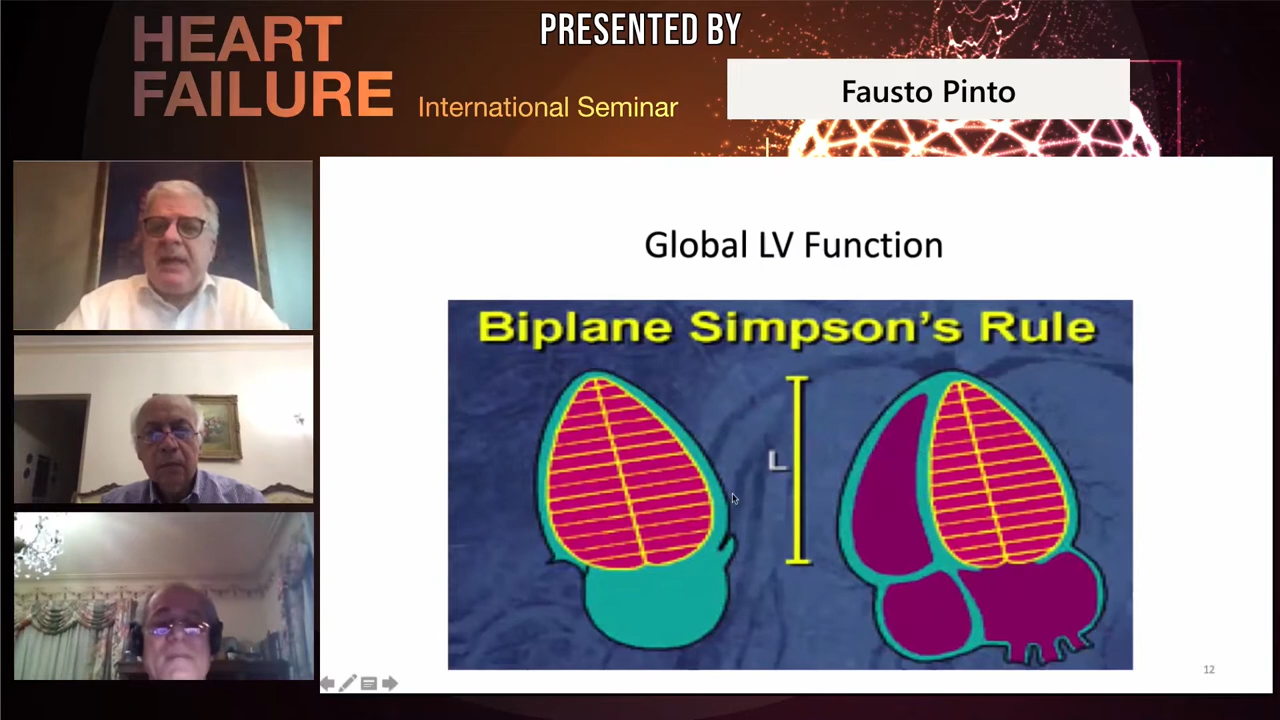 HEART
FAILURE
International Seminar
PRESENTED BY
Fausto Pinto
Global LV Function
Biplane Simpson's Rule
L
12